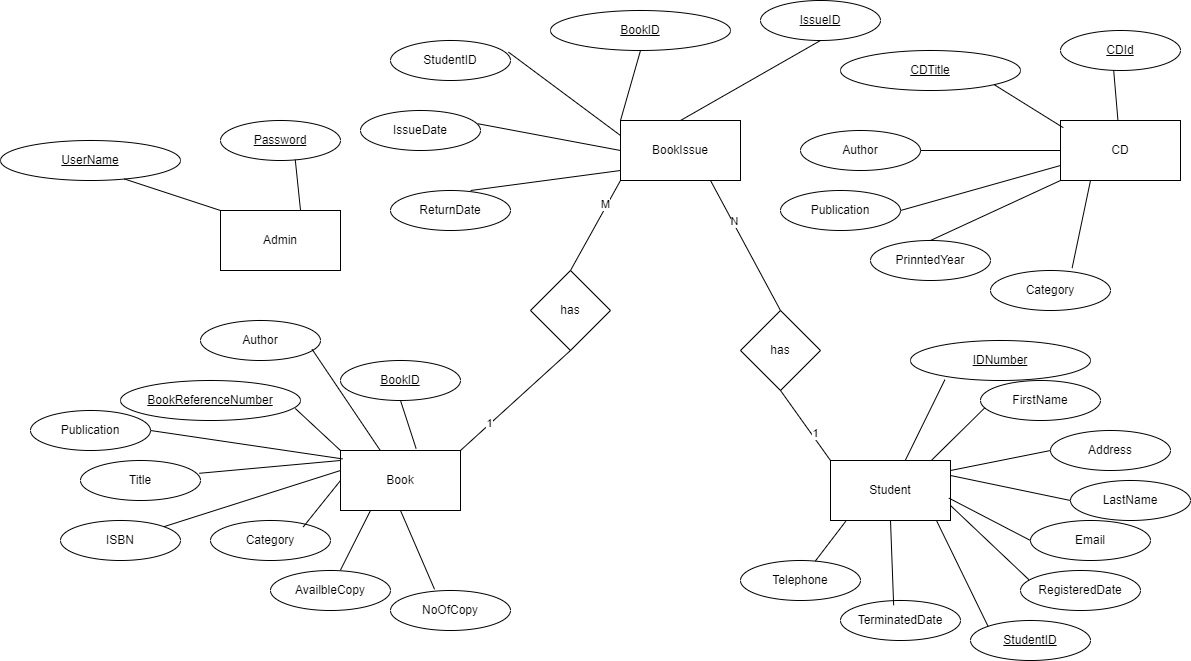 BookID
IssueID
StudentID
CDTitle
CDId
IssueDate
UserName
Password
BookIssue
Author
CD
ReturnDate
M
N
Publication
Admin
PrinntedYear
Category
has
has
Author
BookID
BookReferenceNumber
IDNumber
FirstName
Publication
1
1
Address
Title
Book
Student
LastName
ISBN
Category
Email
AvailbleCopy
NoOfCopy
Telephone
RegisteredDate
TerminatedDate
StudentID